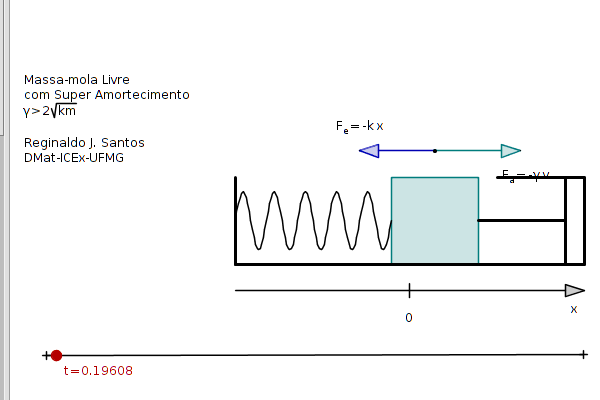 Massa-mola Livre
com Super Amortecimento
γ>2√km
Reginaldo J. Santos
DMat-ICEx-UFMG
Fe=-k x
Fa=-γ v
x
0
t=0.19608